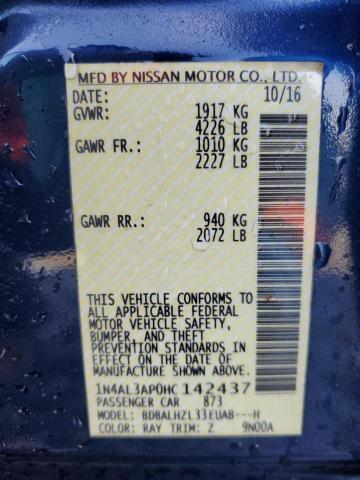 MFD BY NISSAN MOTOR CO., LTD.
DATE: 10/16
GVWR: 1917 KG
4226 LB
GAWR FR.: 1010 KG
2227 LB
GAWR RR.: 940 KG
2072 LB
THIS VEHICLE CONFORMS TO
ALL APPLICABLE FEDERAL
MOTOR VEHICLE SAFETY,
BUMPER, AND THEFT
PREVENTION STANDARDS
IN EFFECT ON THE DATE OF
MANUFACTURE SHOWN ABOVE.
1N4AL3AP0HC142437
PASSENGER CAR 873
MODEL: BDBALHZL33EUAB---H
COLOR: RAY TRIM: Z 9N00A